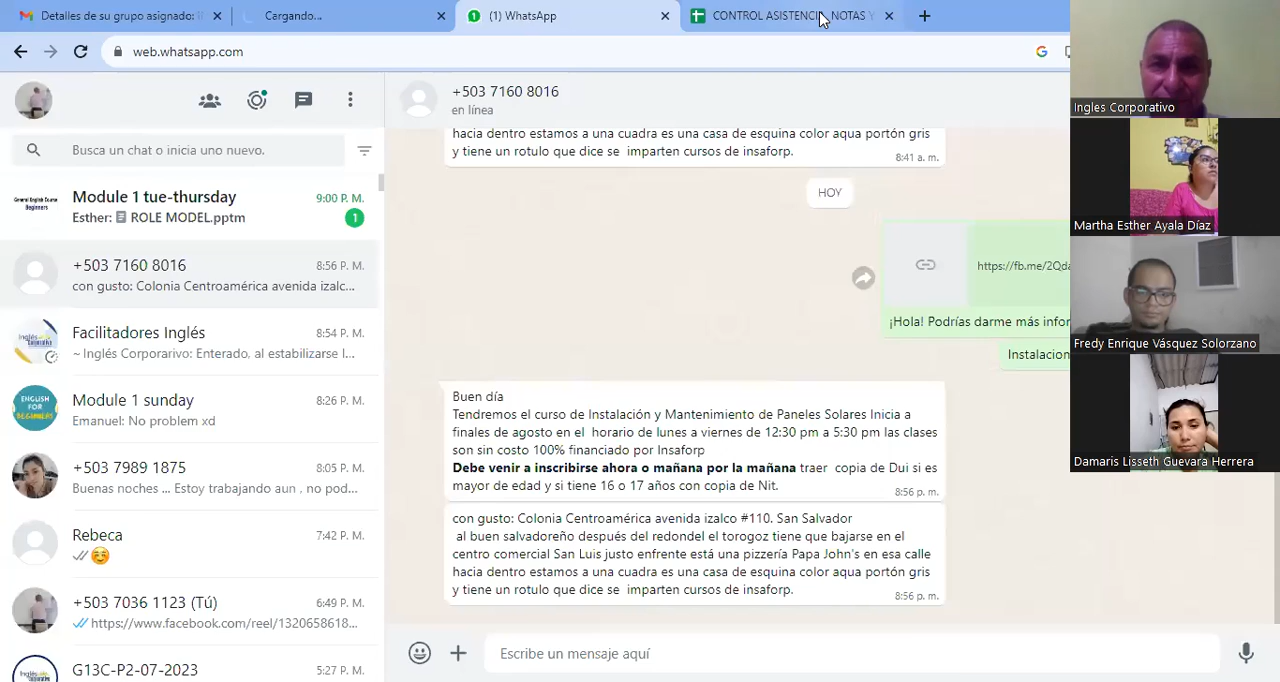 Detalles de su grupo asignado: I
Cargando...
(1) WhatsApp
CONTROL ASISTENCIA NOTAS Y
web.whatsapp.com
+503 7160 8016
en línea
Busca un chat o inicia uno nuevo.
Module 1 tue-thursday
9:00 P. M.
Esther: ROLE MODEL.pptm
1
+503 7160 8016
8:56 P. M.
con gusto: Colonia Centroamérica avenida izalc...
Facilitadores Inglés
8:54 P. M.
~ Inglés Corporarivo: Enterado, al estabilizarse l...
Module 1 sunday
8:26 P. M.
Emanuel: No problem xd
+503 7989 1875
8:05 P. M.
Buenas noches ... Estoy trabajando aun , no pod...
Rebeca
7:42 P. M.
+503 7036 1123 (Tú)
6:49 P. M.
https://www.facebook.com/reel/1320658618...
G13C-P2-07-2023
5:27 P. M.
hacia dentro estamos a una cuadra es una casa de esquina color aqua portón gris
y tiene un rotulo que dice se imparten cursos de insaforp.
8:41 a. m.
HOY
https://fb.me/2Qda
¡Hola! Podrías darme más infor
Instalacion
Buen día
Tendremos el curso de Instalación y Mantenimiento de Paneles Solares Inicia a
finales de agosto en el horario de lunes a viernes de 12:30 pm a 5:30 pm las clases
son sin costo 100% financiado por Insaforp
Debe venir a inscribirse ahora o mañana por la mañana traer copia de Dui si es
mayor de edad y si tiene 16 o 17 años con copia de Nit.
8:56 p. m.
con gusto: Colonia Centroamérica avenida izalco #110. San Salvador
al buen salvadoreño después del redondel el torogoz tiene que bajarse en el
centro comercial San Luis justo enfrente está una pizzería Papa John's en esa calle
hacia dentro estamos a una cuadra es una casa de esquina color aqua portón gris
y tiene un rotulo que dice se imparten cursos de insaforp.
8:56 p. m.
Escribe un mensaje aquí
Ingles Corporativo
Martha Esther Ayala Díaz
Fredy Enrique Vásquez Solorzano
Damaris Lisseth Guevara Herrera